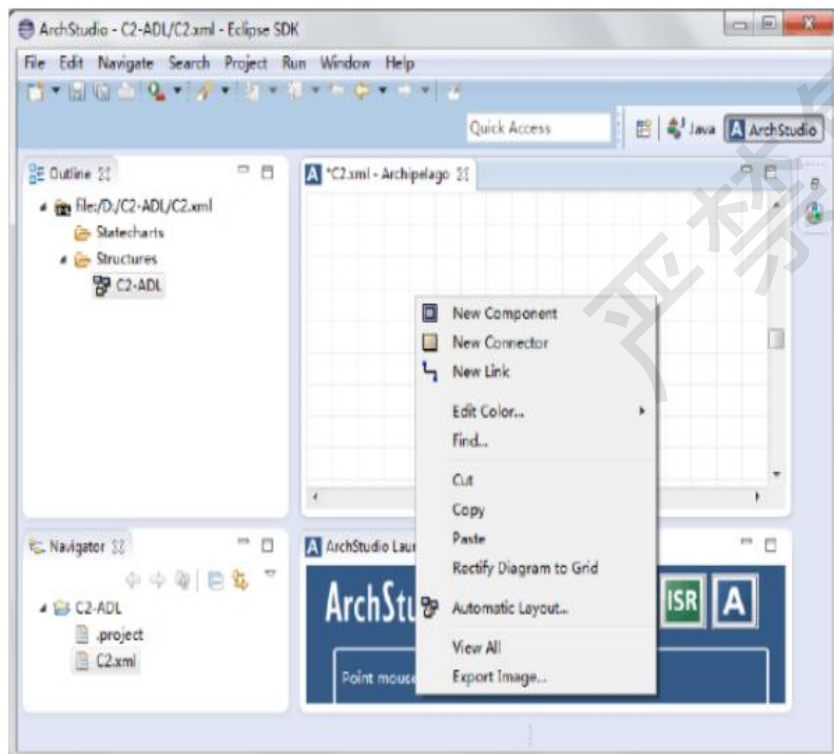 ArchStudio - C2-ADL/C2.xml - Eclipse SDK
File Edit Navigate Search Project Run Window Help
Quick Access
Java
ArchStudio
Outline
*C2.xml - Archipelago
file:/D:/C2-ADL/C2.xml
Statecharts
Structures
C2-ADL
New Component
New Connector
New Link
Edit Color...
Find...
Cut
Copy
Paste
Rectify Diagram to Grid
Automatic Layout...
View All
Export Image...
Navigator
C2-ADL
.project
C2.xml
ArchStudio Lau
ArchStu
ISR
A
Point mouse
严禁